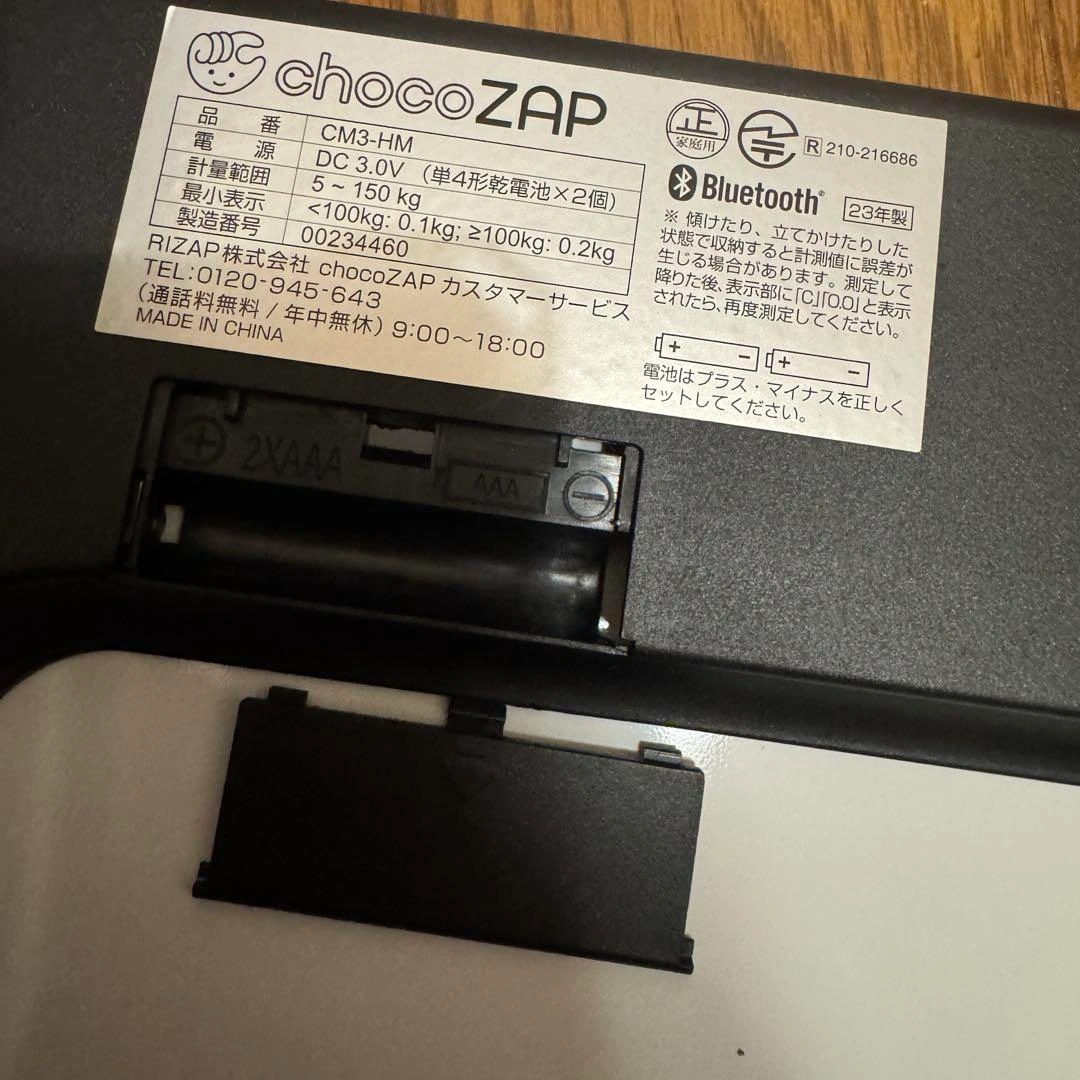 chocoZAP
品番 CM3-HM
電源 DC 3.0V (単4形乾電池×2個)
計量範囲 5 ~ 150 kg
最小表示 <100kg: 0.1kg; ≥100kg: 0.2kg
製造番号 00234460
RIZAP株式会社 chocoZAP カスタマーサービス
TEL:0120-945-643
(通話料無料 / 年中無休) 9:00~18:00
MADE IN CHINA
正
家庭用
R 210-216686
Bluetooth®
23年製
※ 傾けたり、立てかけたりした
状態で収納すると計測値に誤差が
生じる場合があります。測定して
降りた後、表示部に「C」「0.0」と表示
されたら、再度測定してください。
+ - + -
電池はプラス・マイナスを正しく
セットしてください。
+ 2XAAA
AAA -